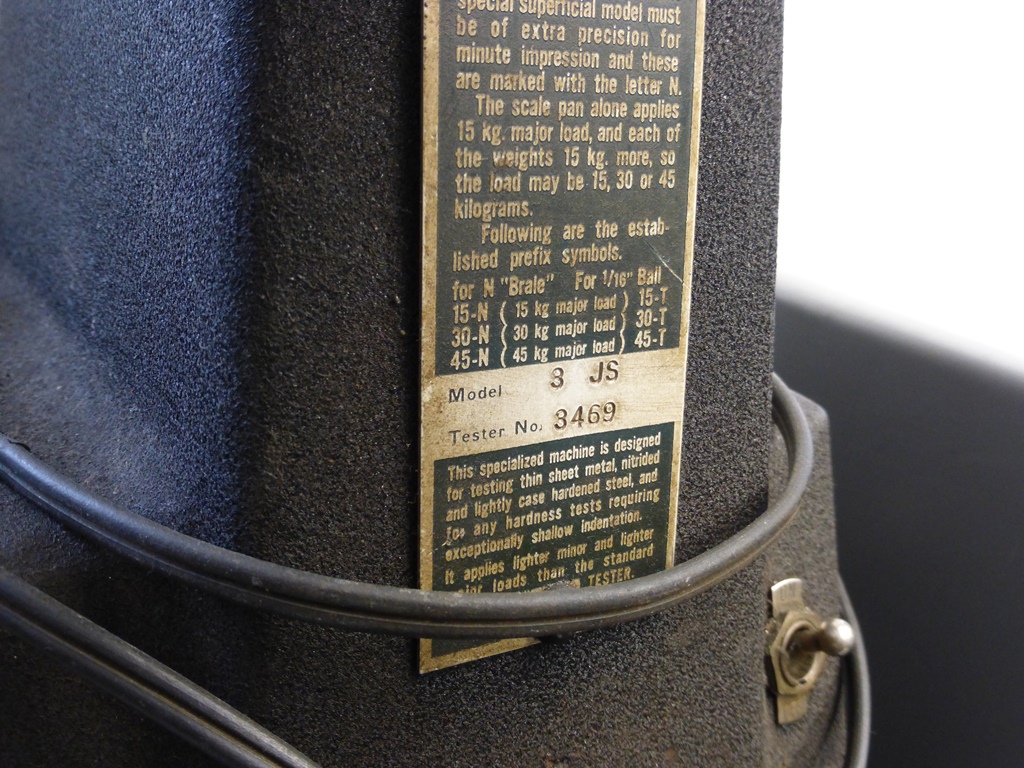 special superficial model must
be of extra precision for
minute impression and these
are marked with the letter N.
The scale pan alone applies
15 kg. major load, and each of
the weights 15 kg. more, so
the load may be 15, 30 or 45
kilograms.
Following are the estab-
lished prefix symbols.
for N "Brale" For 1/16" Ball
15-N ( 15 kg major load ) 15-T
30-N ( 30 kg major load ) 30-T
45-N ( 45 kg major load ) 45-T
Model 3 JS
Tester No. 3469
This specialized machine is designed
for testing thin sheet metal, nitrided
and lightly case hardened steel, and
for any hardness tests requiring
exceptionally shallow indentation.
It applies lighter minor and lighter
loads than the standard
TESTER.